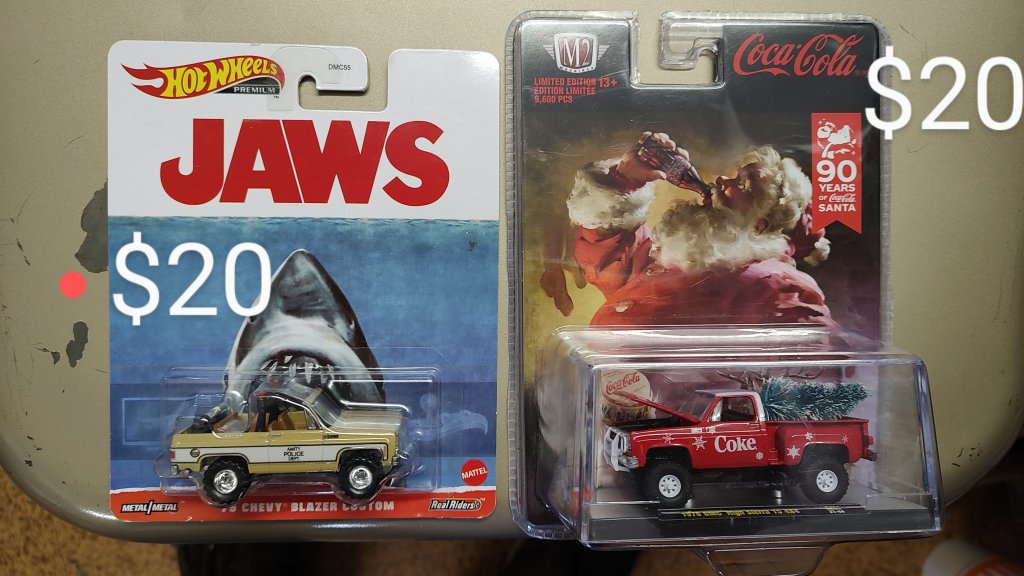 HOT WHEELS
PREMIUM
DMC55
JAWS
$20
AMITY
POLICE
DEPT.
MATTEL
METAL/METAL
CHEVY BLAZER CUSTOM
Real Riders
M2
MACHINES
LIMITED EDITION 13+
EDITION LIMITÉE
9,600 PCS
Coca-Cola
$20
90
YEARS
OF Coca-Cola
SANTA
Coca-Cola
Coke